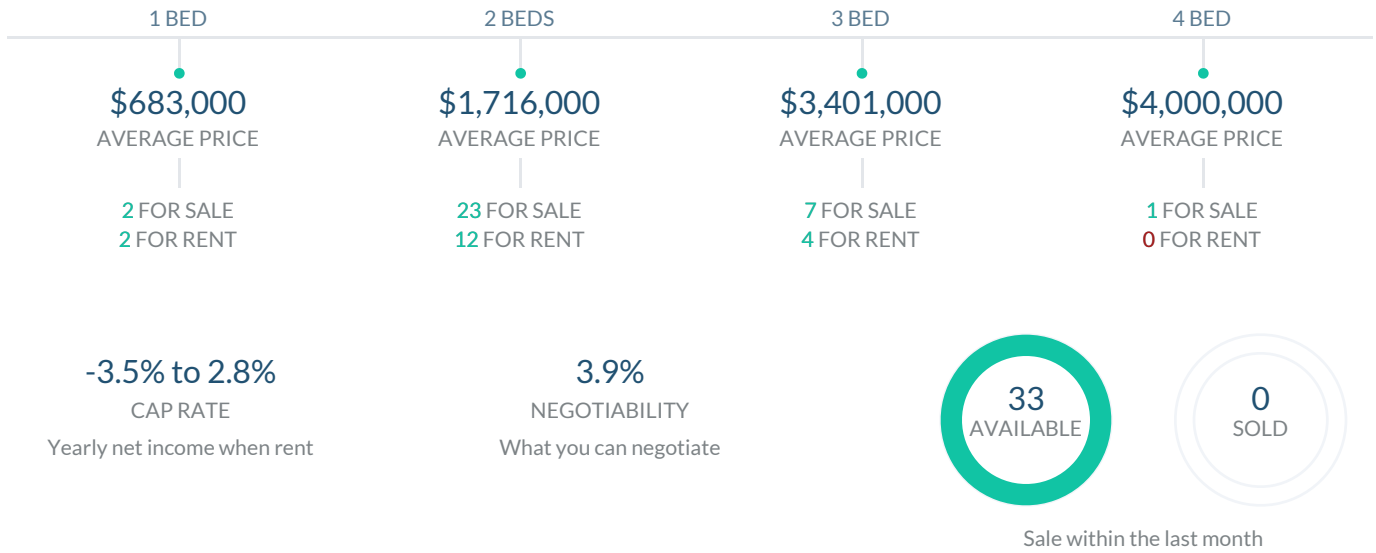 1 BED
2 BEDS
3 BED
4 BED
$683,000
$1,716,000
$3,401,000
$4,000,000
AVERAGE PRICE
AVERAGE PRICE
AVERAGE PRICE
AVERAGE PRICE
2 FOR SALE
23 FOR SALE
7 FOR SALE
1 FOR SALE
2 FOR RENT
12 FOR RENT
4 FOR RENT
0 FOR RENT
-3.5% to 2.8%
CAP RATE
Yearly net income when rent
3.9%
NEGOTIABILITY
What you can negotiate
33
AVAILABLE
0
SOLD
Sale within the last month